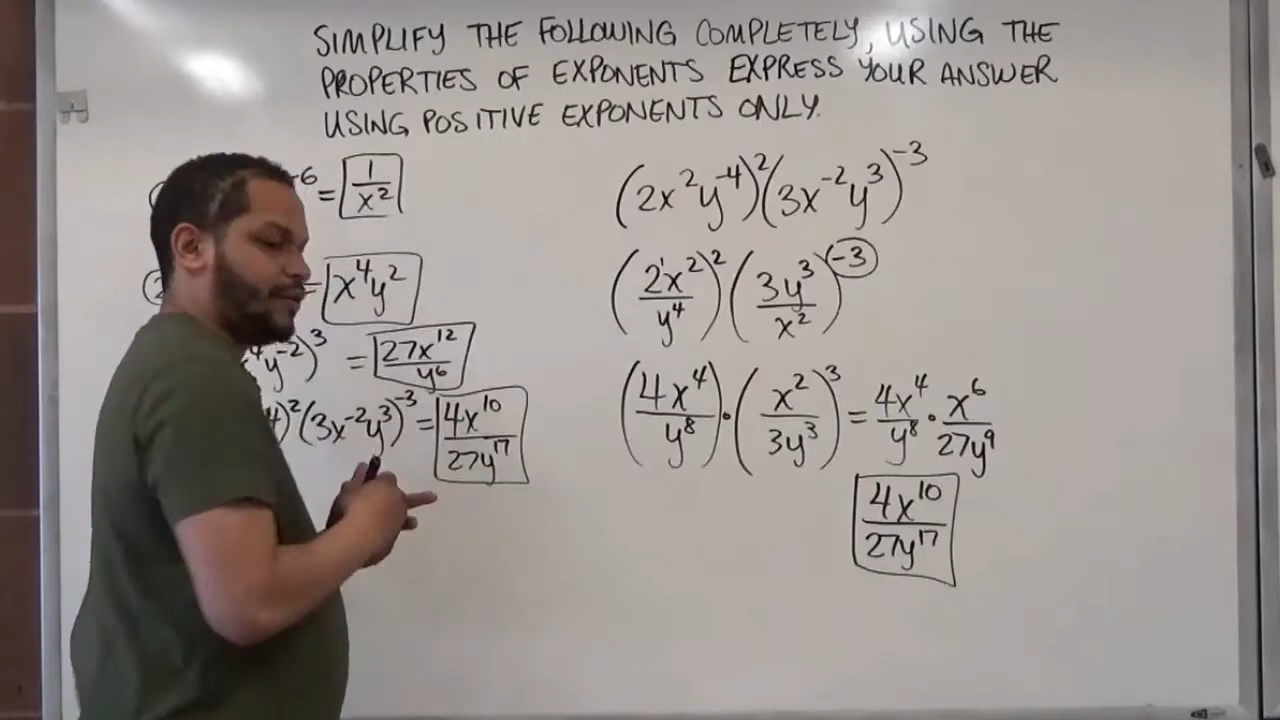 SIMPLIFY THE FOLLOWING COMPLETELY, USING THE
PROPERTIES OF EXPONENTS EXPRESS YOUR ANSWER
USING POSITIVE EXPONENTS ONLY.
⁻⁶ = 1/x²
= x⁴y²
⁴y⁻²)³ = 27x¹²/y⁶
⁴)²(3x⁻²y³)⁻³ = 4x¹⁰/27y¹⁷
(2x²y⁻⁴)²(3x⁻²y³)⁻³
(2¹x²/y⁴)²(3y³/x²)⁻³
(4x⁴/y⁸)·(x²/3y³)³ = 4x⁴/y⁸ · x⁶/27y⁹
4x¹⁰/27y¹⁷